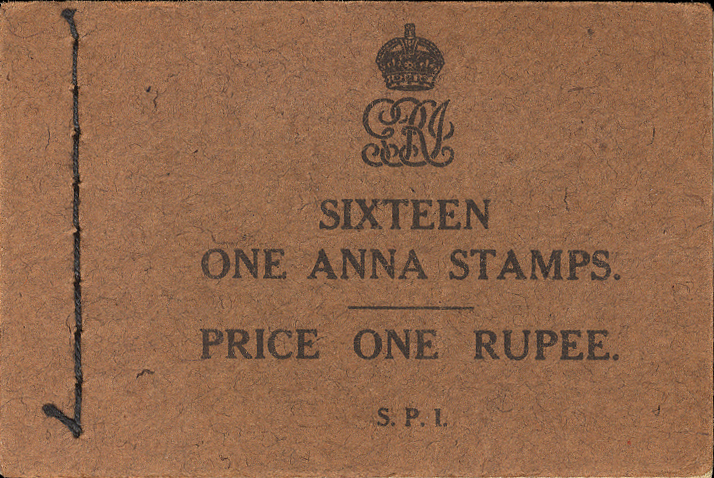 GRI
SIXTEEN
ONE ANNA STAMPS.
PRICE ONE RUPEE.
S. P. I.